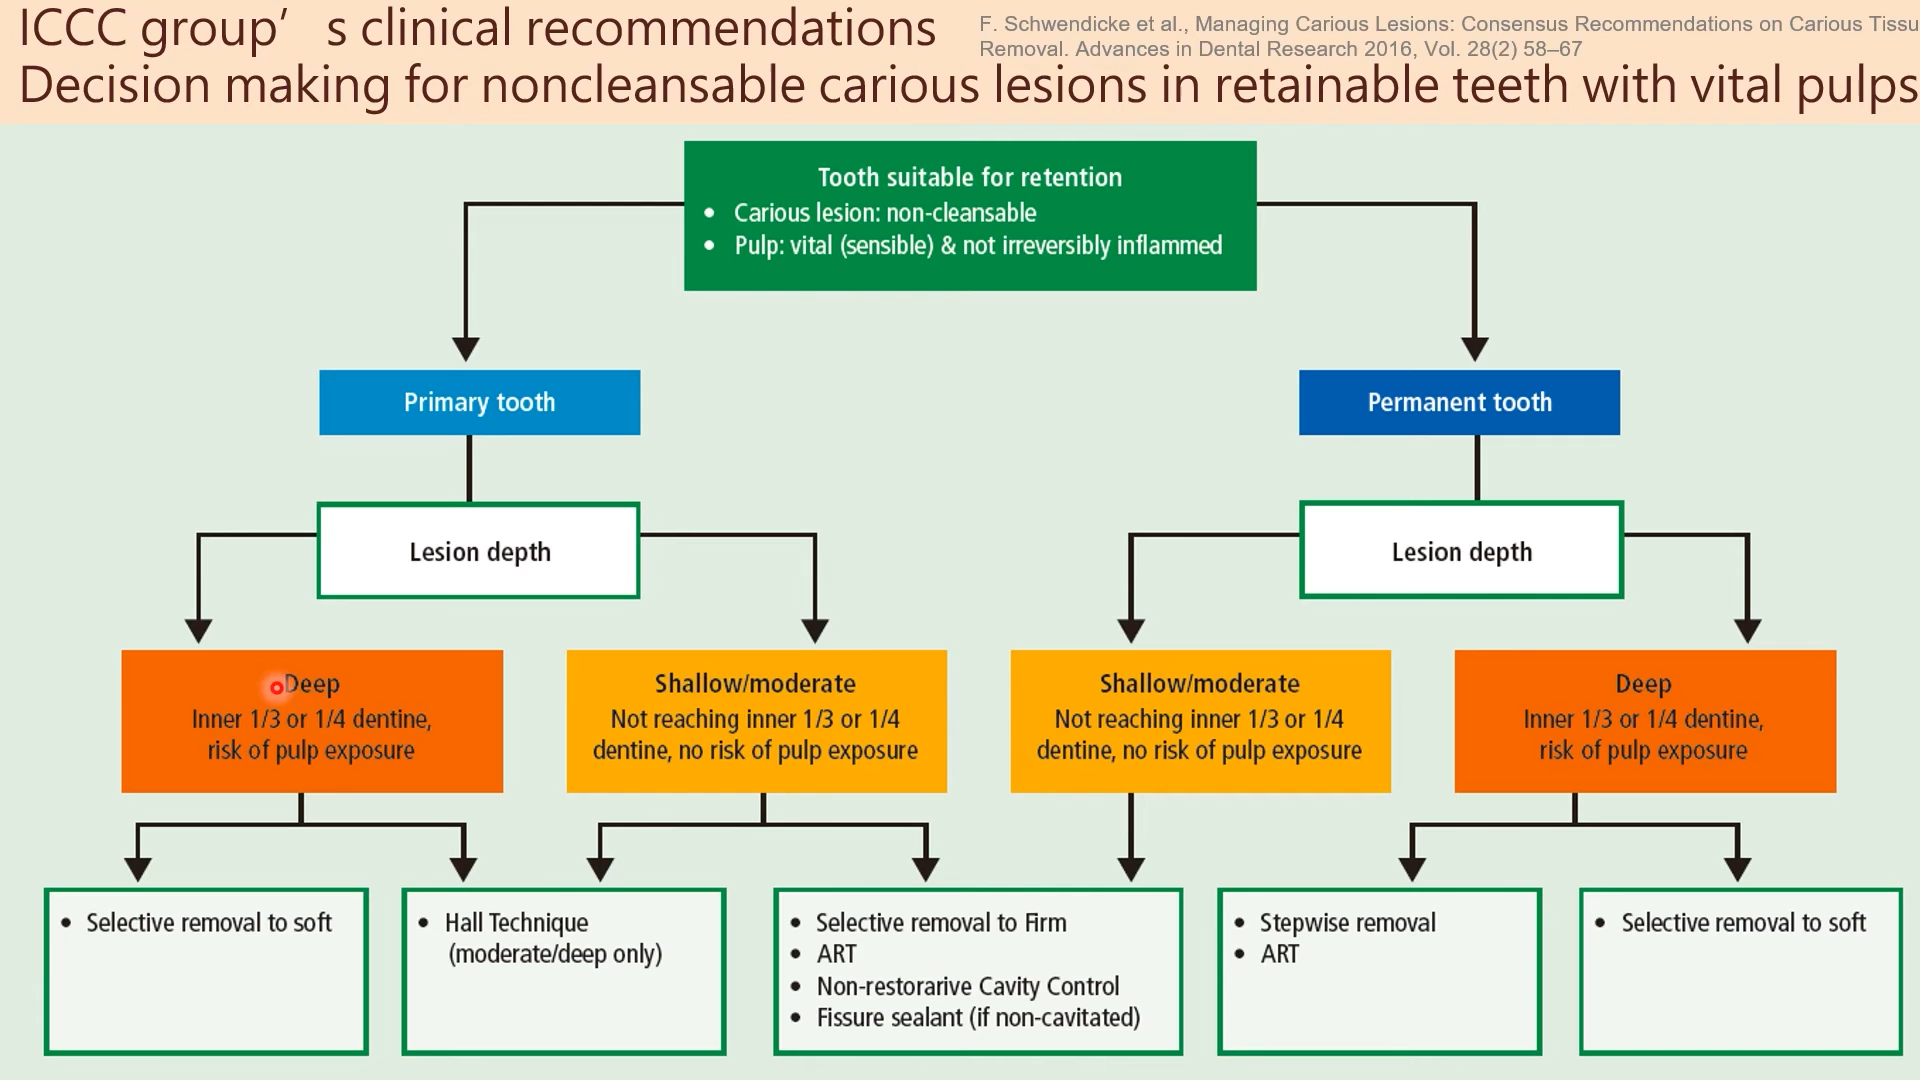 ICCC group’s clinical recommendations
F. Schwendicke et al., Managing Carious Lesions: Consensus Recommendations on Carious Tissu
Removal. Advances in Dental Research 2016, Vol. 28(2) 58–67
Decision making for noncleansable carious lesions in retainable teeth with vital pulps
Tooth suitable for retention
• Carious lesion: non-cleansable
• Pulp: vital (sensible) & not irreversibly inflammed
Primary tooth
Permanent tooth
Lesion depth
Lesion depth
Deep
Inner 1/3 or 1/4 dentine,
risk of pulp exposure
Shallow/moderate
Not reaching inner 1/3 or 1/4
dentine, no risk of pulp exposure
Shallow/moderate
Not reaching inner 1/3 or 1/4
dentine, no risk of pulp exposure
Deep
Inner 1/3 or 1/4 dentine,
risk of pulp exposure
• Selective removal to soft
• Hall Technique
(moderate/deep only)
• Selective removal to Firm
• ART
• Non-restorarive Cavity Control
• Fissure sealant (if non-cavitated)
• Stepwise removal
• ART
• Selective removal to soft